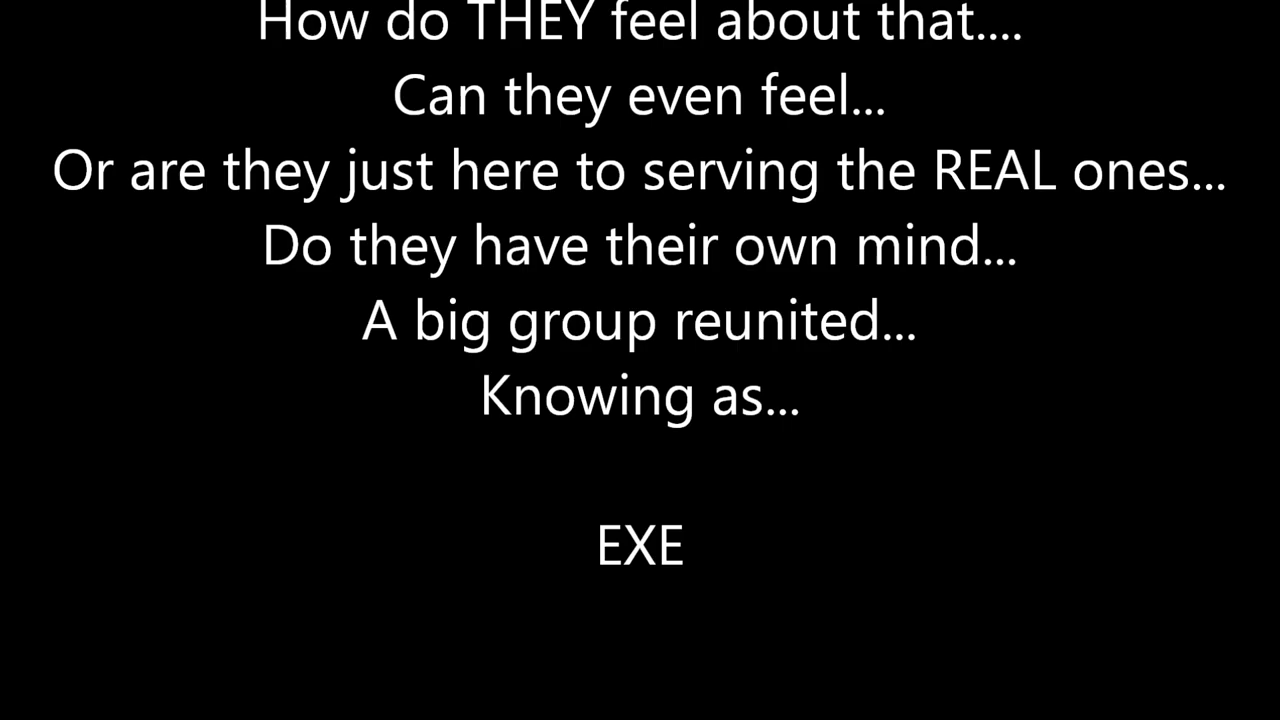 How do THEY feel about that....
Can they even feel...
Or are they just here to serving the REAL ones...
Do they have their own mind...
A big group reunited...
Knowing as...
EXE